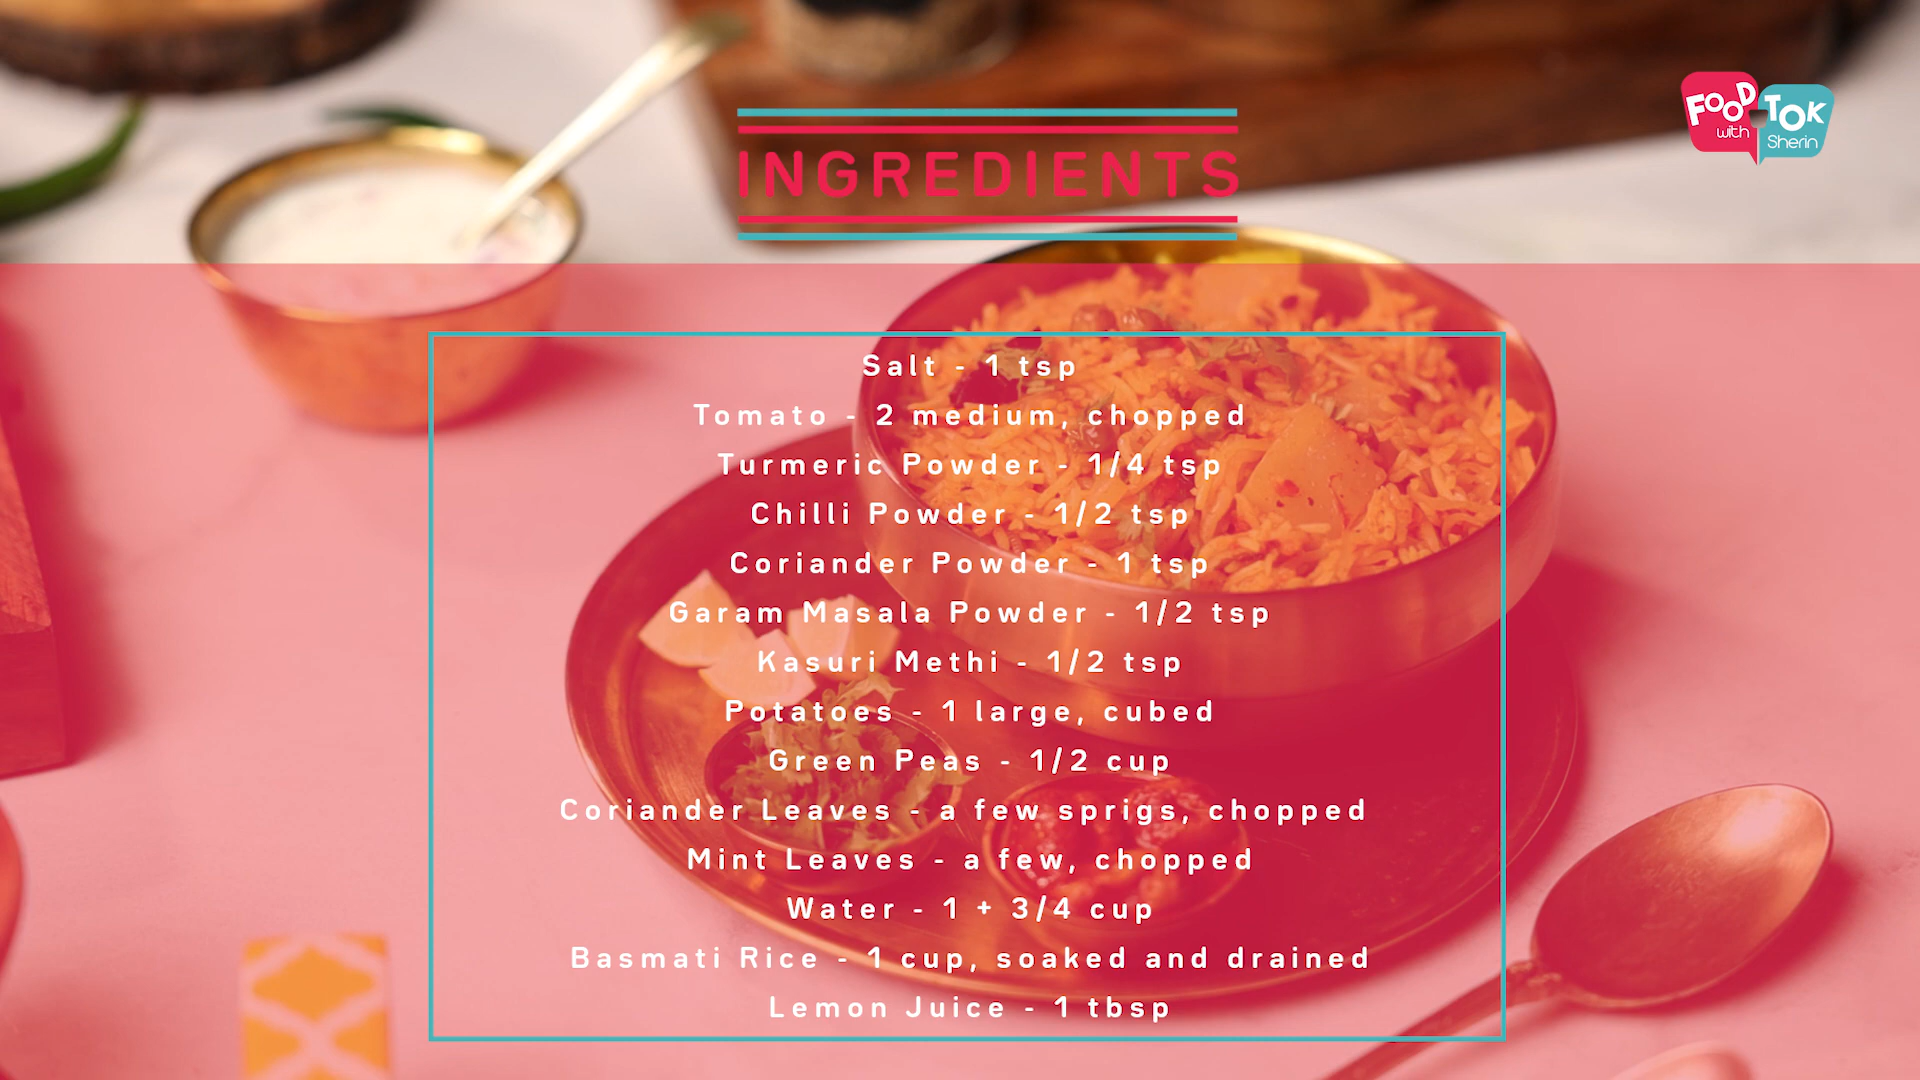 FOOD TOK
with Sherin
INGREDIENTS
Salt - 1 tsp
Tomato - 2 medium, chopped
Turmeric Powder - 1/4 tsp
Chilli Powder - 1/2 tsp
Coriander Powder - 1 tsp
Garam Masala Powder - 1/2 tsp
Kasuri Methi - 1/2 tsp
Potatoes - 1 large, cubed
Green Peas - 1/2 cup
Coriander Leaves - a few sprigs, chopped
Mint Leaves - a few, chopped
Water - 1 + 3/4 cup
Basmati Rice - 1 cup, soaked and drained
Lemon Juice - 1 tbsp